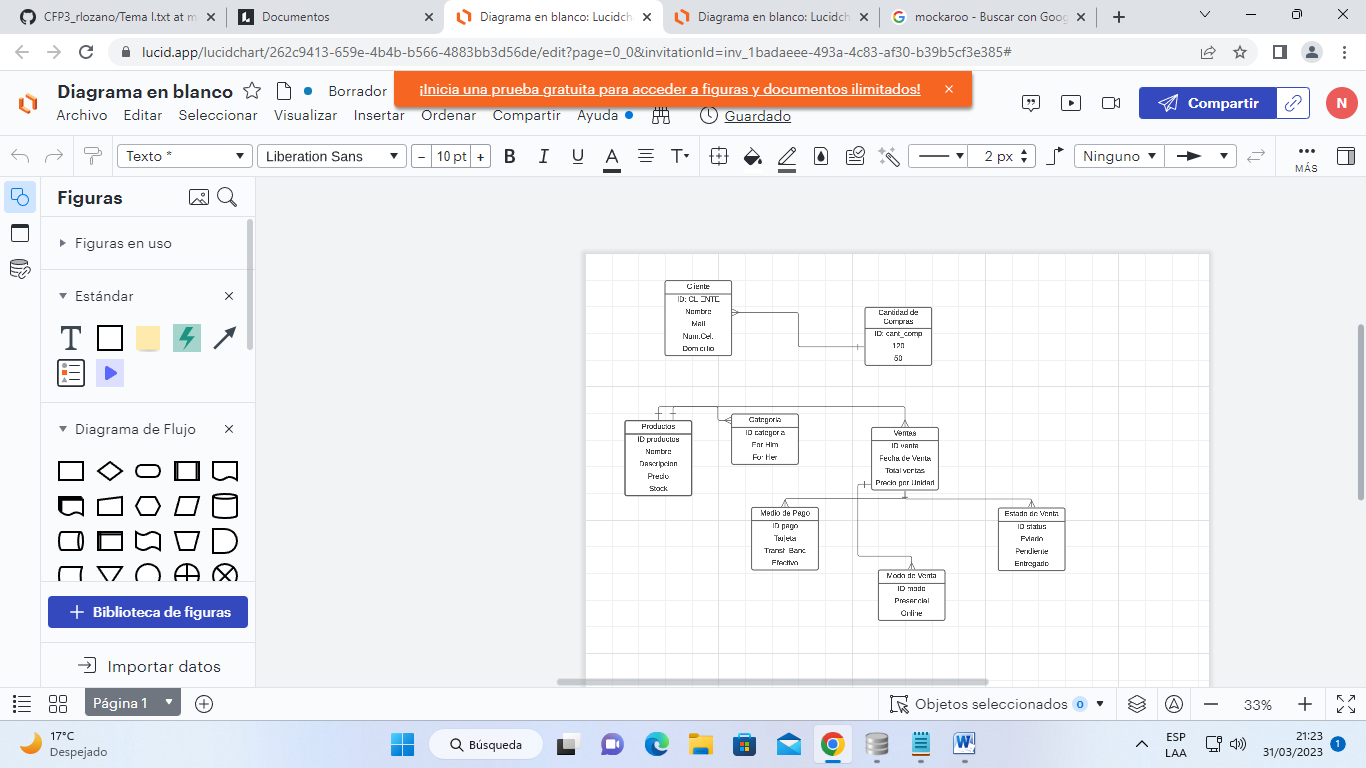 CFP3_rlozano/Tema I.txt at m
Documentos
Diagrama en blanco: Lucidch
Diagrama en blanco: Lucidch
mockaroo - Buscar con Goog
lucid.app/lucidchart/262c9413-659e-4b4b-b566-4883bb3d56de/edit?page=0_0&invitationId=inv_1badaeee-493a-4c83-af30-b39b5cf3e385#
¡Inicia una prueba gratuita para acceder a figuras y documentos ilimitados!
Diagrama en blanco
Borrador
Archivo Editar Seleccionar Visualizar Insertar Ordenar Compartir Ayuda Guardado
Compartir
N
Texto *
Liberation Sans
10 pt
B I U A T
2 px
Ninguno
MÁS
Figuras
Figuras en uso
Estándar
T
Diagrama de Flujo
Biblioteca de figuras
Importar datos
Cliente
ID: CLIENTE
Nombre
Mail
Num.Cel.
Domicilio
Cantidad de
Compras
ID: cant_comp
120
50
Productos
ID productos
Nombre
Descripcion
Precio
Stock
Categoria
ID categoria
For Him
For Her
Ventas
ID venta
Fecha de Venta
Total ventas
Precio por Unidad
Medio de Pago
ID pago
Tarjeta
Transf. Banc
Efectivo
Estado de Venta
ID status
Pendiente
Entregado
Modo de Venta
ID modo
Presencial
Online
Página 1
Objetos seleccionados 0
33%
17°C
Despejado
Búsqueda
ESP
LAA
21:23
31/03/2023
1